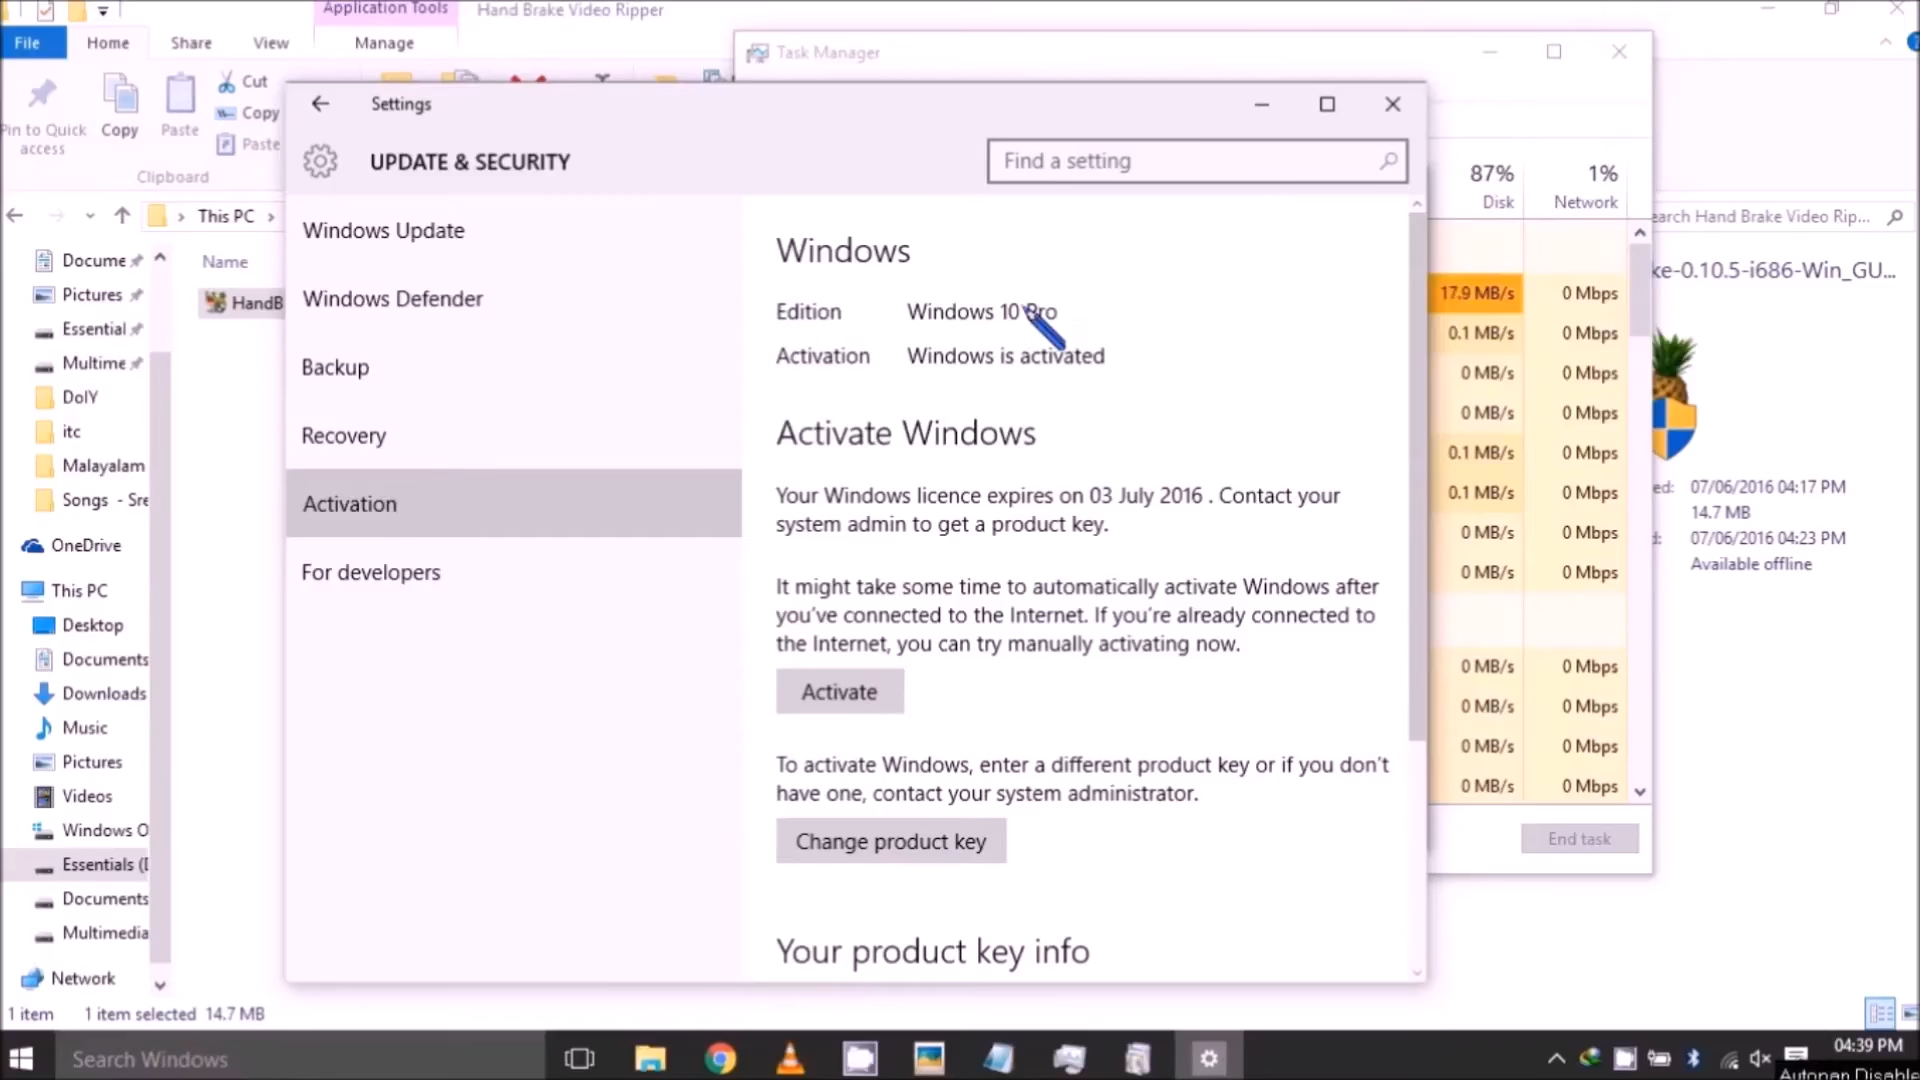 Application Tools
Hand Brake Video Ripper
File
Home
Share
View
Manage
Pin to Quick access
Copy
Paste
Cut
Copy
Paste
Clipboard
This PC
Name
HandB
Docume
Pictures
Essential
Multime
DoIY
itc
Malayalam
Songs - Sre
OneDrive
This PC
Desktop
Documents
Downloads
Music
Pictures
Videos
Windows O
Essentials (
Documents
Multimedia
Network
1 item
1 item selected 14.7 MB
Task Manager
87%
1%
Disk
Network
17.9 MB/s
0 Mbps
0.1 MB/s
0 Mbps
0 MB/s
0 Mbps
0 MB/s
0 Mbps
0.1 MB/s
0 Mbps
0.1 MB/s
0 Mbps
0 MB/s
0 Mbps
0 MB/s
0 Mbps
0 MB/s
0 Mbps
0 MB/s
0 Mbps
0 MB/s
0 Mbps
0 MB/s
0 Mbps
End task
Settings
UPDATE & SECURITY
Find a setting
Windows Update
Windows Defender
Backup
Recovery
Activation
For developers
Windows
Edition Windows 10 Pro
Activation Windows is activated
Activate Windows
Your Windows licence expires on 03 July 2016 . Contact your
system admin to get a product key.
It might take some time to automatically activate Windows after
you've connected to the Internet. If you're already connected to
the Internet, you can try manually activating now.
Activate
To activate Windows, enter a different product key or if you don't
have one, contact your system administrator.
Change product key
Your product key info
earch Hand Brake Video Rip...
ke-0.10.5-i686-Win_GU...
ed: 07/06/2016 04:17 PM
14.7 MB
d: 07/06/2016 04:23 PM
Available offline
Search Windows
04:39 PM
Autopan Disable